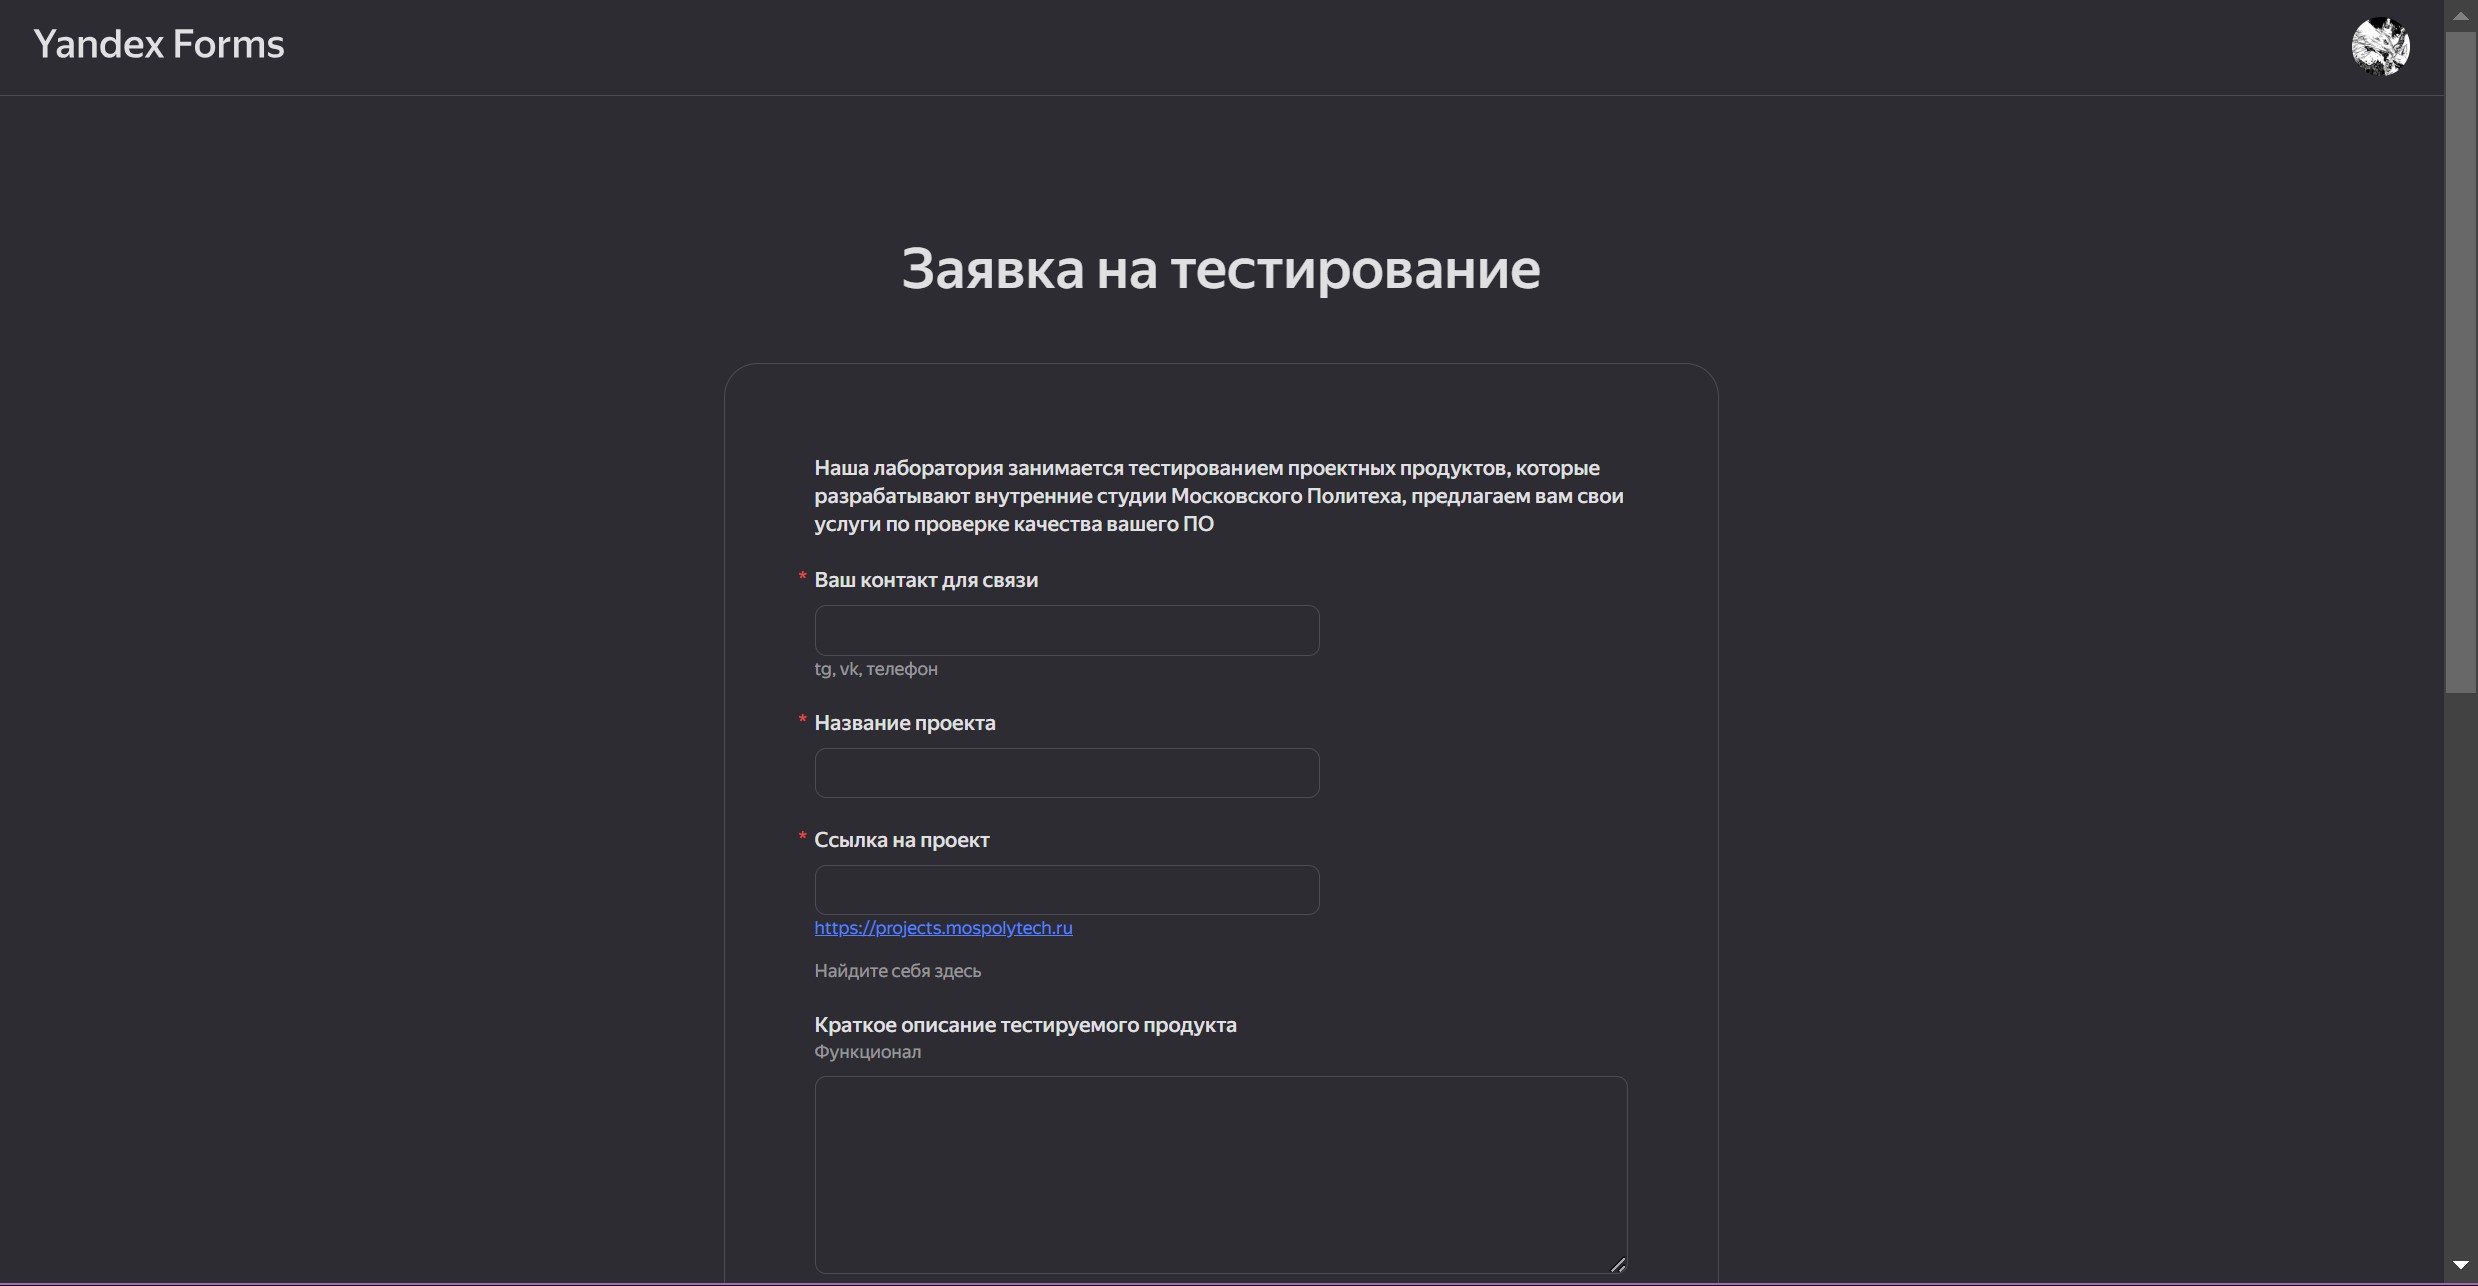 Yandex Forms
Заявка на тестирование
Наша лаборатория занимается тестированием проектных продуктов, которые
разрабатывают внутренние студии Московского Политеха, предлагаем вам свои
услуги по проверке качества вашего ПО
* Ваш контакт для связи
tg, vk, телефон
* Название проекта
* Ссылка на проект
https://projects.mospolytech.ru
Найдите себя здесь
Краткое описание тестируемого продукта
Функционал